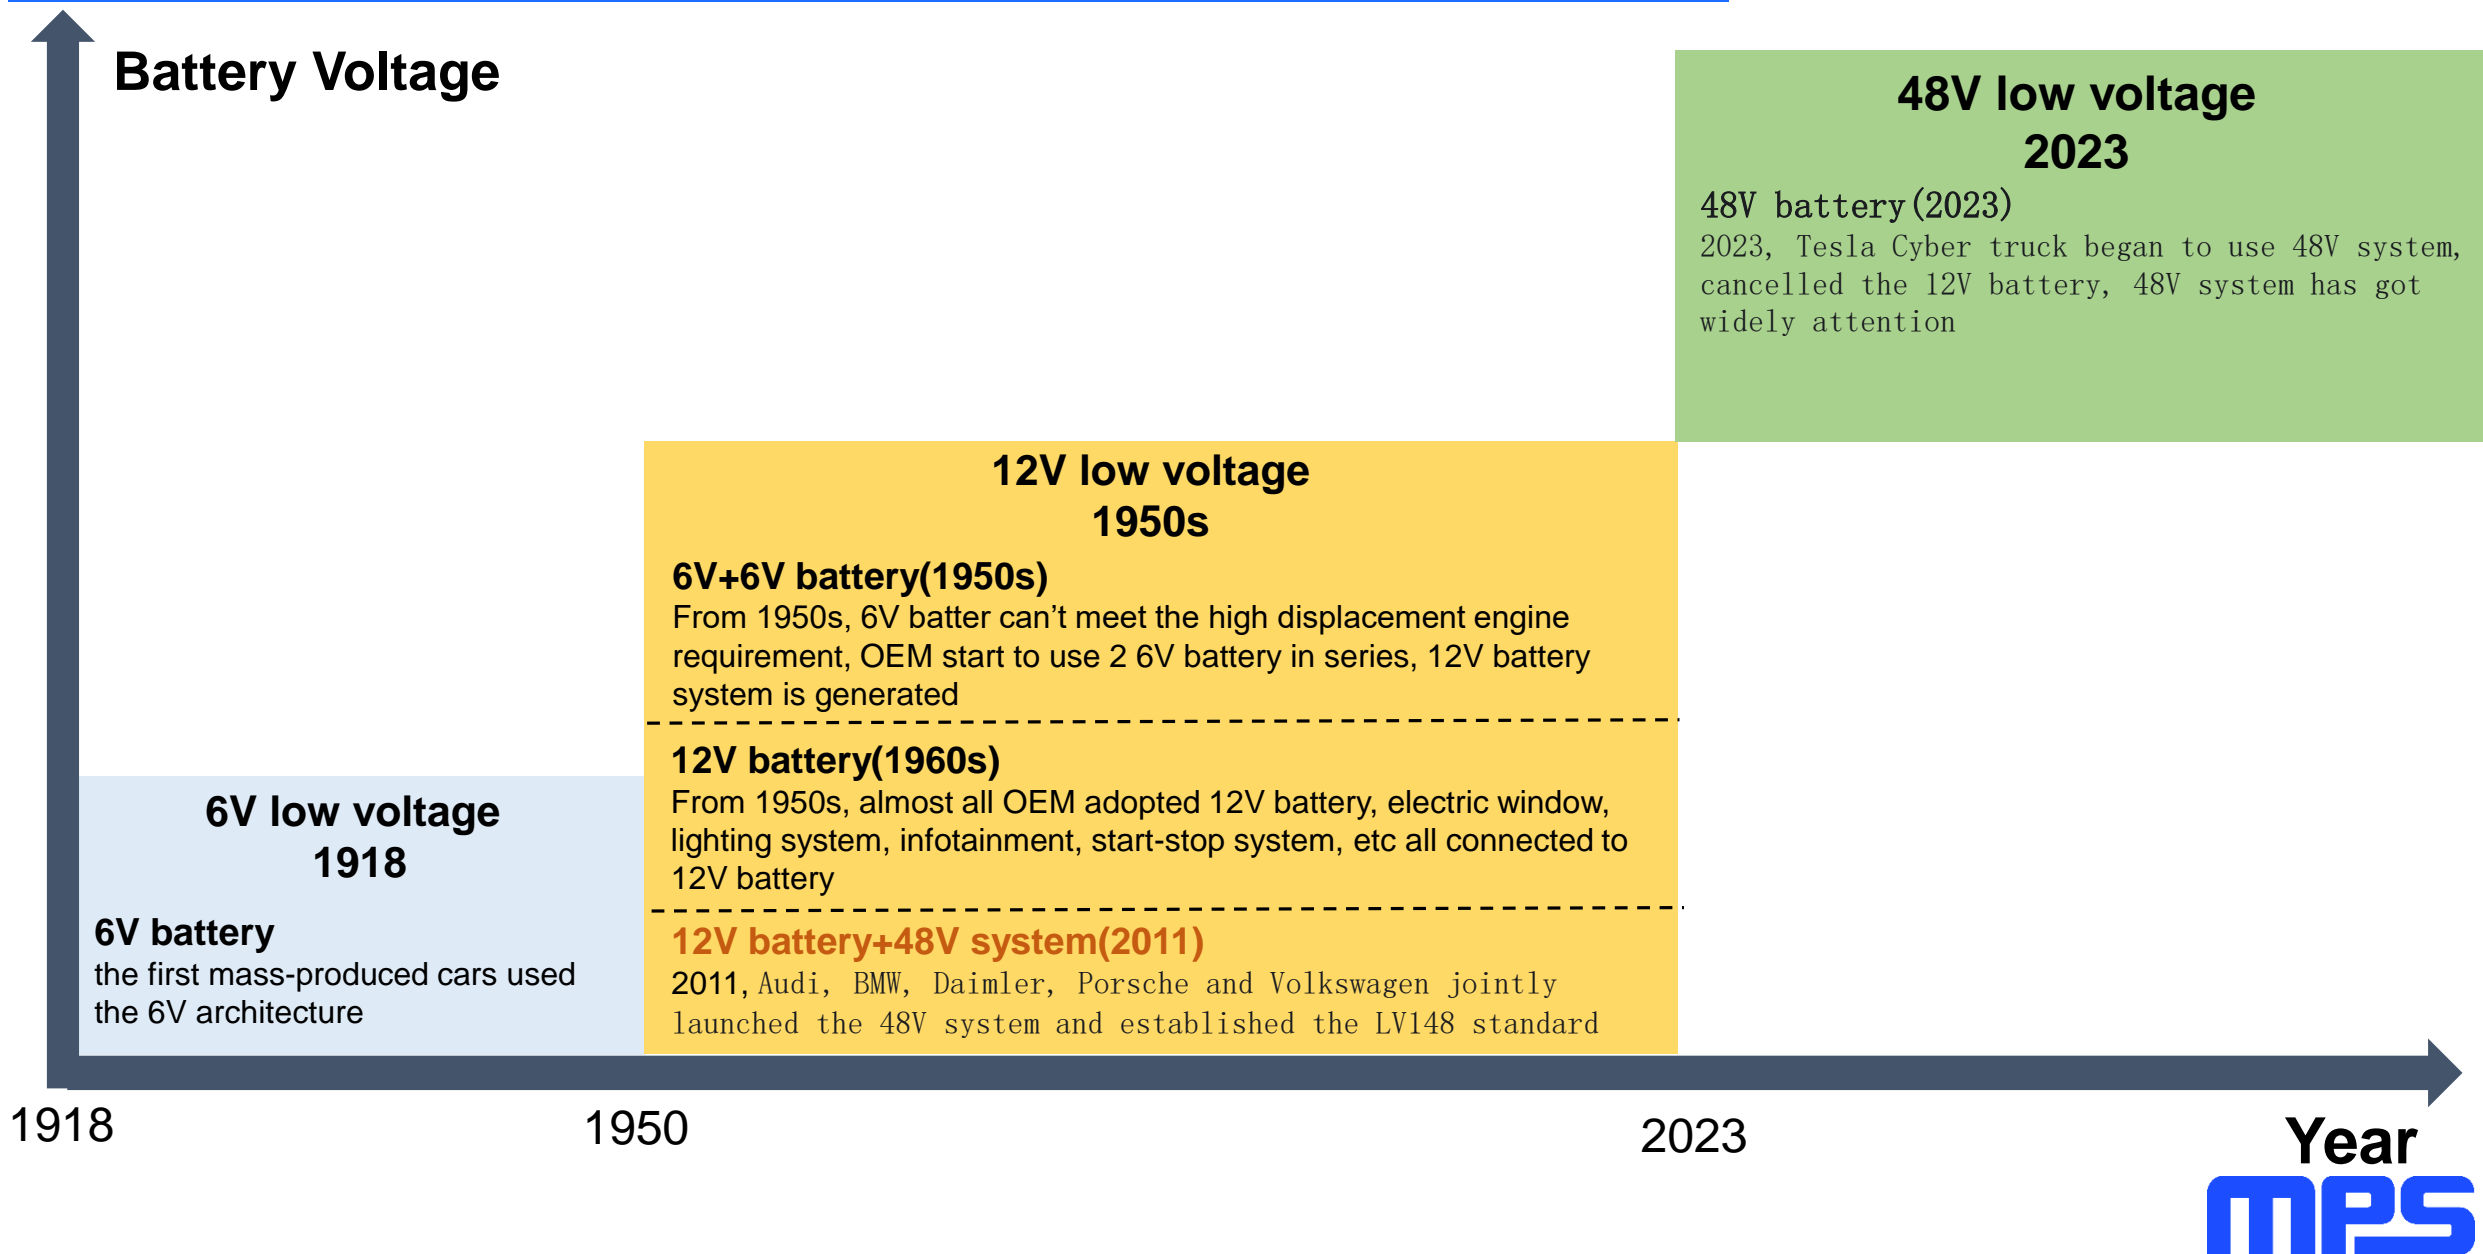 Battery Voltage
48V low voltage
2023
48V battery(2023)
2023, Tesla Cyber truck began to use 48V system,
cancelled the 12V battery, 48V system has got
widely attention
12V low voltage
1950s
6V+6V battery(1950s)
From 1950s, 6V batter can’t meet the high displacement engine
requirement, OEM start to use 2 6V battery in series, 12V battery
system is generated
12V battery(1960s)
From 1950s, almost all OEM adopted 12V battery, electric window,
lighting system, infotainment, start-stop system, etc all connected to
12V battery
12V battery+48V system(2011)
2011, Audi, BMW, Daimler, Porsche and Volkswagen jointly
launched the 48V system and established the LV148 standard
6V low voltage
1918
6V battery
the first mass-produced cars used
the 6V architecture
1918
1950
2023
Year
mPS